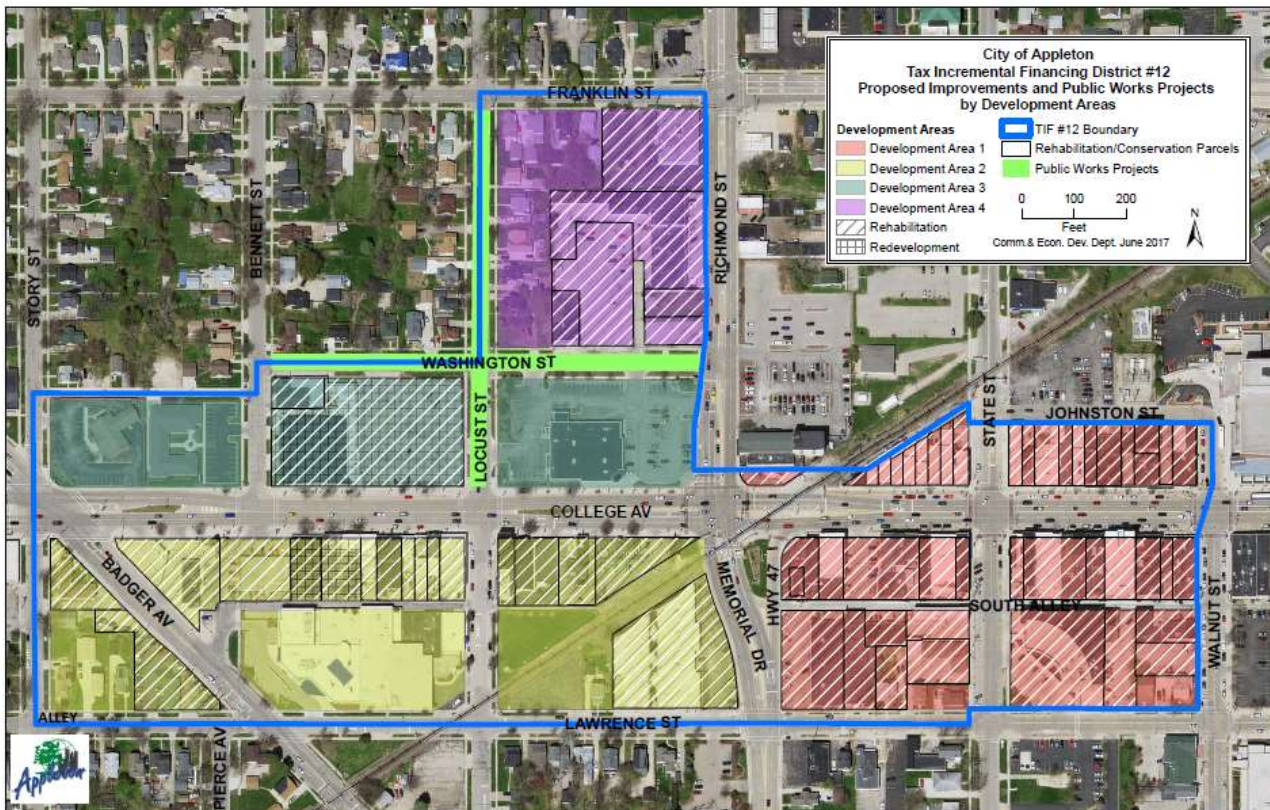 City of Appleton
Tax Incremental Financing District #12
Proposed Improvements and Public Works Projects
by Development Areas
Development Areas
Development Area 1
Development Area 2
Development Area 3
Development Area 4
Rehabilitation
Redevelopment
TIF #12 Boundary
Rehabilitation/Conservation Parcels
Public Works Projects
0 100 200
Feet
N
Comm.& Econ. Dev. Dept. June 2017
FRANKLIN ST
STORY ST
BENNETT ST
RICHMOND ST
WASHINGTON ST
LOCUST ST
STATE ST
JOHNSTON ST
COLLEGE AV
BADGER AV
MEMORIAL DR
HWY 47
SOUTH ALLEY
WALNUT ST
ALLEY
LAWRENCE ST
PIERCE AV
Appleton